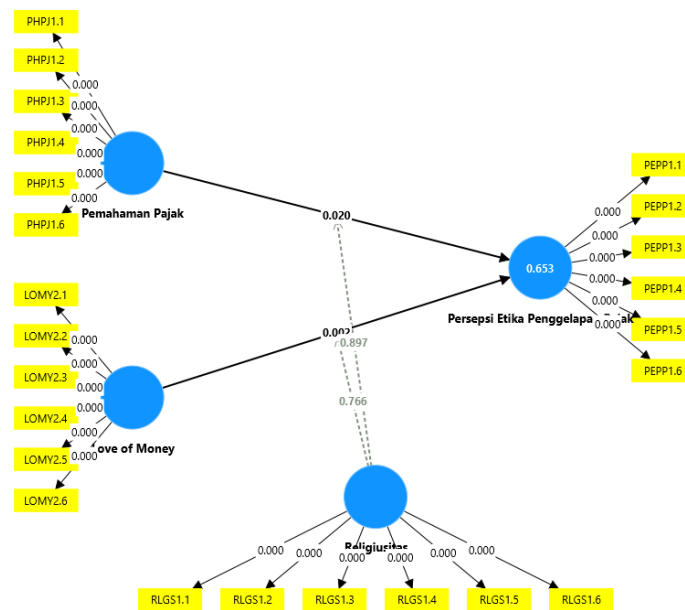 PHPJ1.1
PHPJ1.2
PHPJ1.3
PHPJ1.4
PHPJ1.5
PHPJ1.6
0.000
0.000
0.000
0.000
0.000
0.000
Pemahaman Pajak
LOMY2.1
LOMY2.2
LOMY2.3
LOMY2.4
LOMY2.5
LOMY2.6
0.000
0.000
0.000
0.000
0.000
0.000
ove of Money
0.020
0.002
0.897
0.766
0.653
Persepsi Etika Penggelapa
PEPP1.1
PEPP1.2
PEPP1.3
PEPP1.4
PEPP1.5
PEPP1.6
0.000
0.000
0.000
0.000
0.000
0.000
Religiusitas
0.000
0.000
0.000
0.000
0.000
0.000
RLGS1.1
RLGS1.2
RLGS1.3
RLGS1.4
RLGS1.5
RLGS1.6